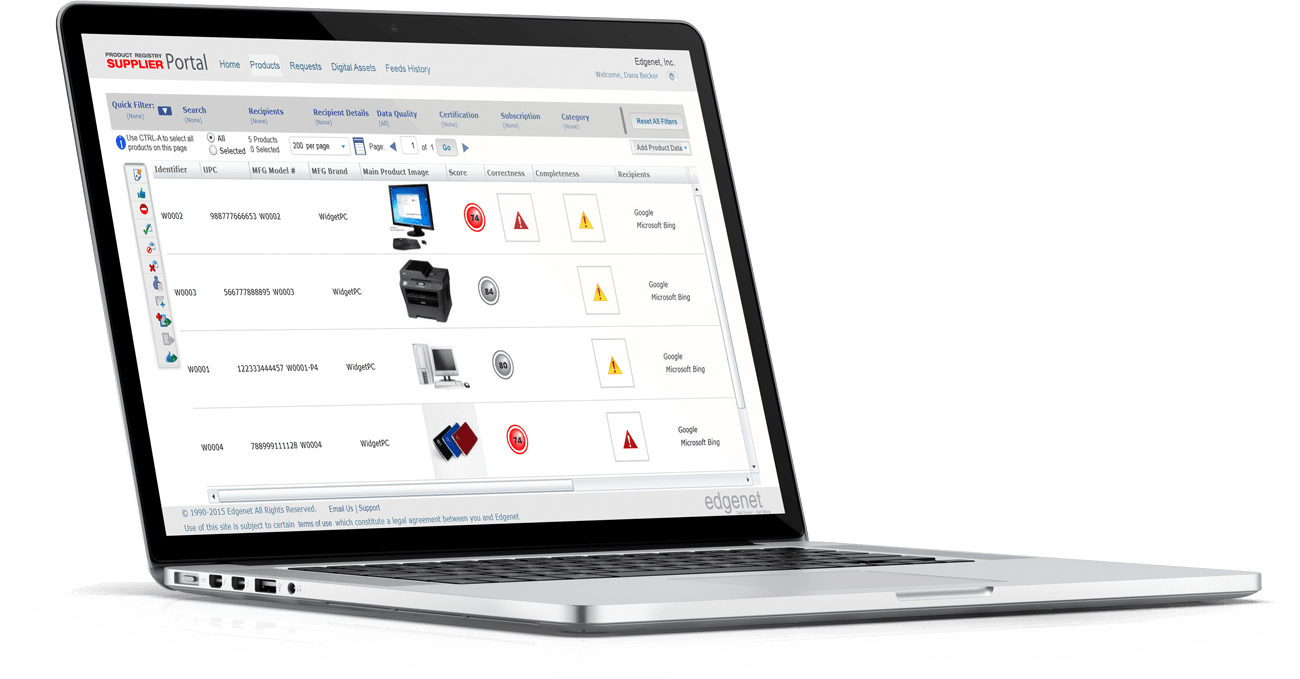 PRODUCT REGISTRY
SUPPLIER Portal
Home Products Requests Digital Assets Feeds History
Edgenet, Inc.
Welcome, Dana Becker
Quick Filter: Search Recipients Recipient Details Data Quality Certification Subscription Category Reset All Filters
(None) (None) (None) (None) (All) (None) (None) (None)
Use CTRL-A to select all products on this page
All
Selected
5 Products
0 Selected
200 per page Page: 1 of 1 Go
Add Product Data
Identifier UPC MFG Model # MFG Brand Main Product Image Score Correctness Completeness Recipients
W0002 988777666653 W0002 WidgetPC 74 Google
Microsoft Bing
W0003 566777888895 W0003 WidgetPC 84 Google
Microsoft Bing
W0001 122333444457 W0001-P4 WidgetPC 80 Google
Microsoft Bing
W0004 788999111128 W0004 WidgetPC 74 Google
Microsoft Bing
© 1990-2015 Edgenet All Rights Reserved. Email Us | Support
Use of this site is subject to certain terms of use which constitute a legal agreement between you and Edgenet
edgenet